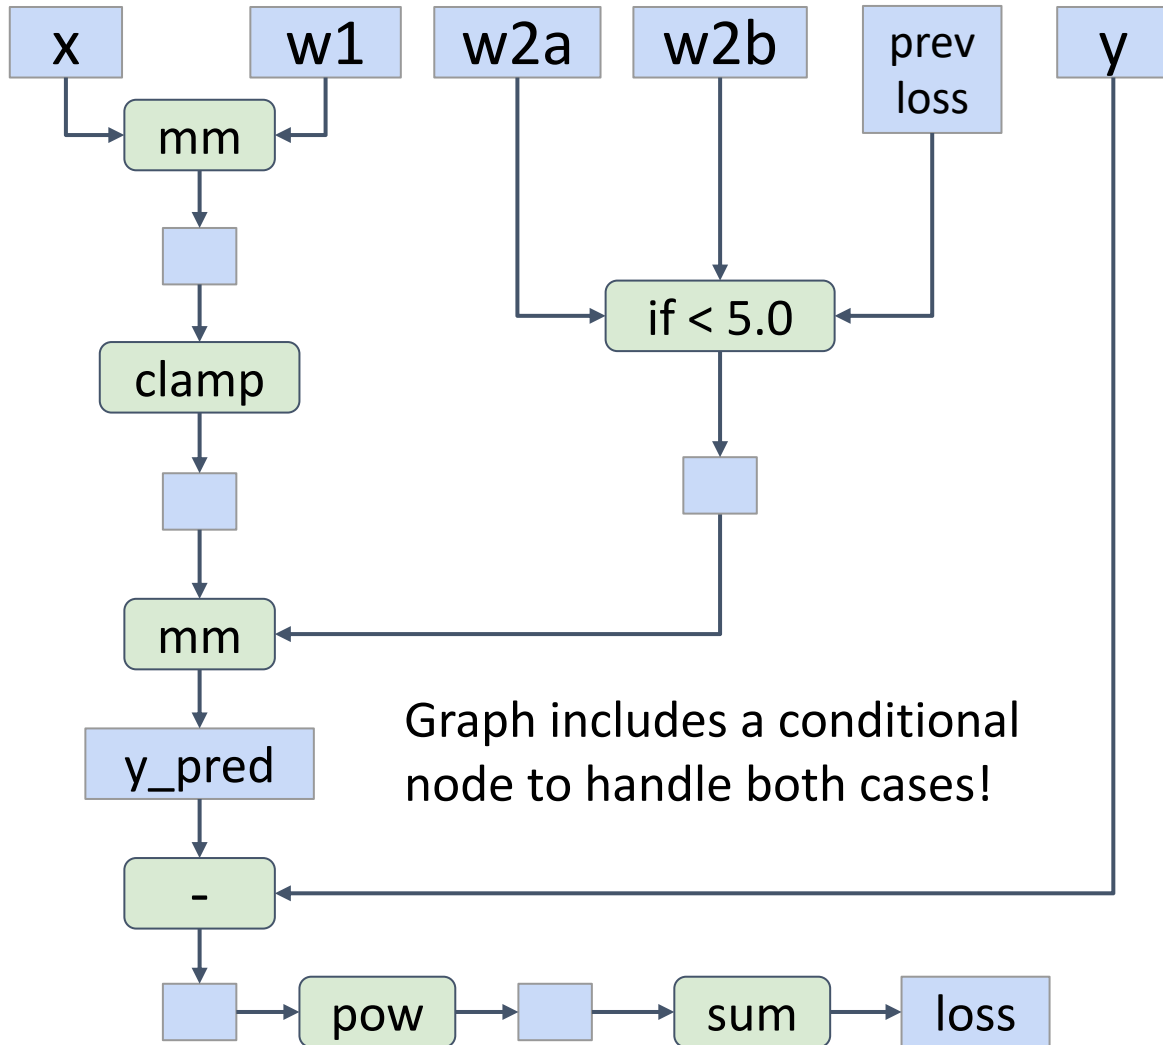 x
w1
w2a
w2b
prev
loss
y
mm
if < 5.0
clamp
mm
Graph includes a conditional
node to handle both cases!
y_pred
-
pow
sum
loss